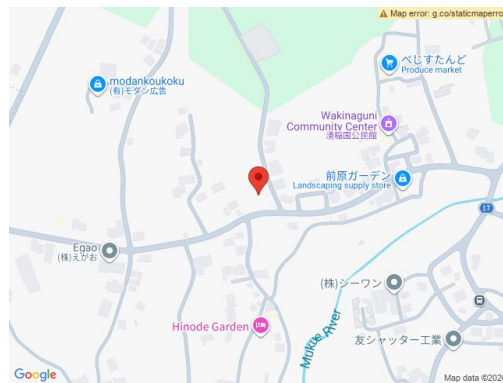 Map error: g.co/staticmaperro
べじすたんど
Produce market
modankoukoku
(有)モダン広告
Wakinaguni
Community Center
湧稲国公民館
前原ガーデン
Landscaping supply store
17
Egao
(株)えがお
(株)シーワン
Hinode Garden
Mukue River
友シャッター工業
Google
Map data ©202